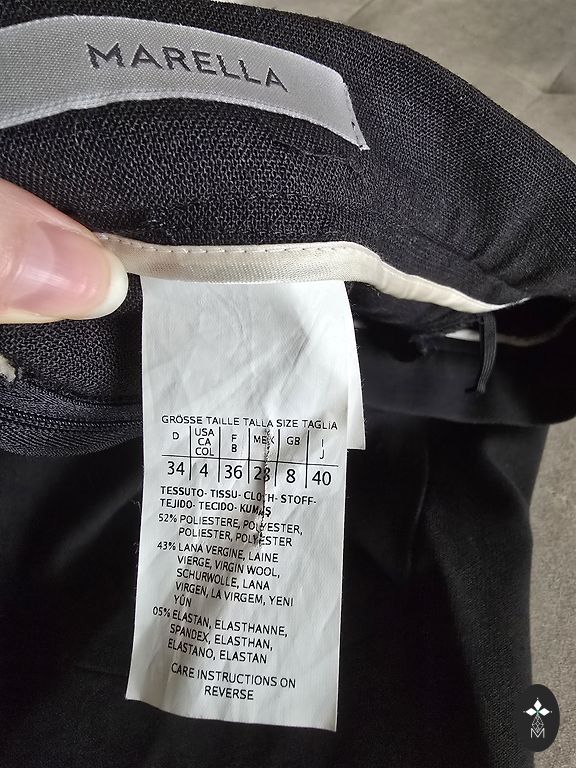 MARELLA
GRÖSSE TAILLE TALLA SIZE TAGLIA
D USA CA COL F B MEX GB I J
34 4 36 28 8 40
TESSUTO- TISSU- CLOTH- STOFF-
TEJIDO- TECIDO- KUMAS
52% POLIESTERE, POLYESTER,
POLIESTER, POLYESTER
43% LANA VERGINE, LAINE
VIERGE, VIRGIN WOOL,
SCHURWOLLE, LANA
VIRGEN, LA VIRGEM, YENI
YÜN
05% ELASTAN, ELASTHANNE,
SPANDEX, ELASTHAN,
ELASTANO, ELASTAN
CARE INSTRUCTIONS ON
REVERSE
M